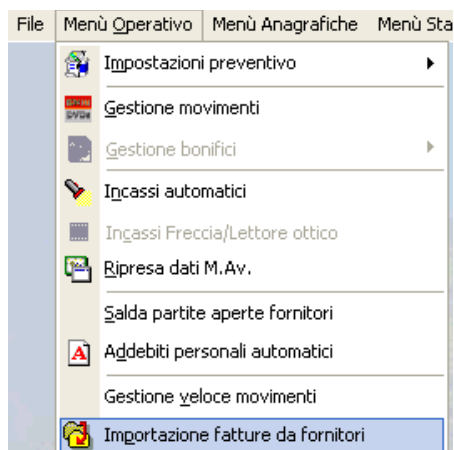 File Menù Operativo Menù Anagrafiche Menù Sta
Impostazioni preventivo
Gestione movimenti
Gestione bonifici
Incassi automatici
Incassi Freccia/Lettore ottico
Ripresa dati M.Av.
Salda partite aperte fornitori
A Addebiti personali automatici
Gestione veloce movimenti
Importazione fatture da fornitori